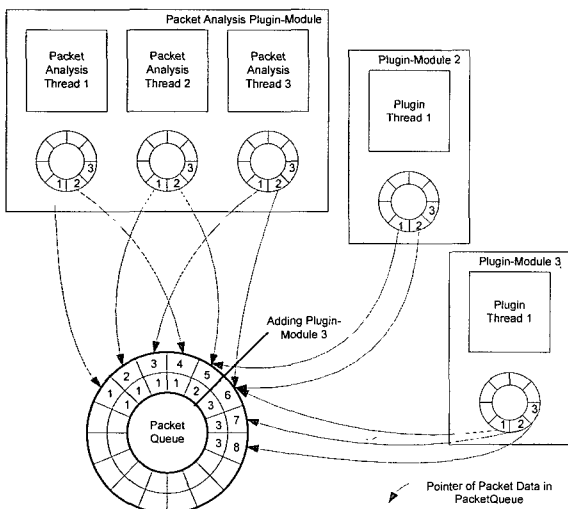 Packet Analysis Plugin-Module
Packet
Analysis
Thread 1
Packet
Analysis
Thread 2
Packet
Analysis
Thread 3
3
1 2
3
1 2
3
1 2
Plugin-Module 2
Plugin
Thread 1
3
1 2
Plugin-Module 3
Plugin
Thread 1
3
1 2
Adding Plugin-
Module 3
1 2 3 4 5 6 7 8
1 1 1 1 2 3 3 3
Packet
Queue
Pointer of Packet Data in
PacketQueue